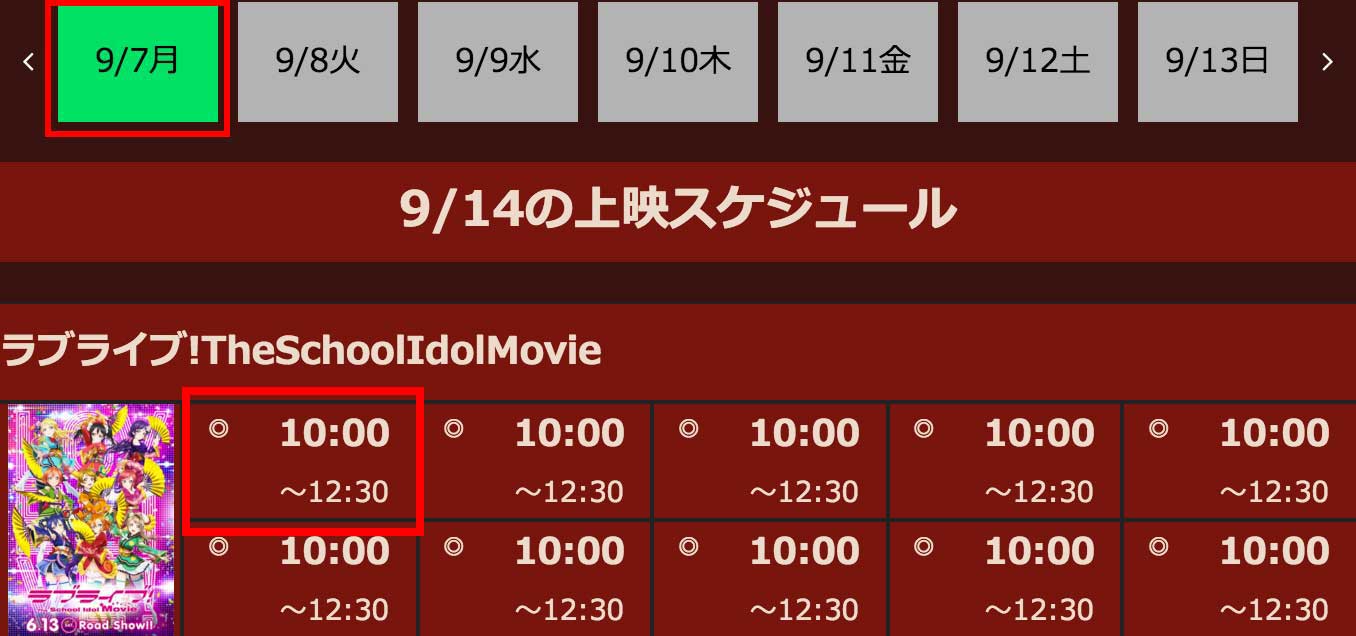 ‹ 9/7月 9/8火 9/9水 9/10木 9/11金 9/12土 9/13日 ›
9/14の上映スケジュール
ラブライブ!TheSchoolIdolMovie
◎ 10:00 ◎ 10:00 ◎ 10:00 ◎ 10:00 ◎ 10:00
～12:30 ～12:30 ～12:30 ～12:30 ～12:30
◎ 10:00 ◎ 10:00 ◎ 10:00 ◎ 10:00 ◎ 10:00
～12:30 ～12:30 ～12:30 ～12:30 ～12:30
ラブライブ!
School Idol Movie
6.13 Road Show!!